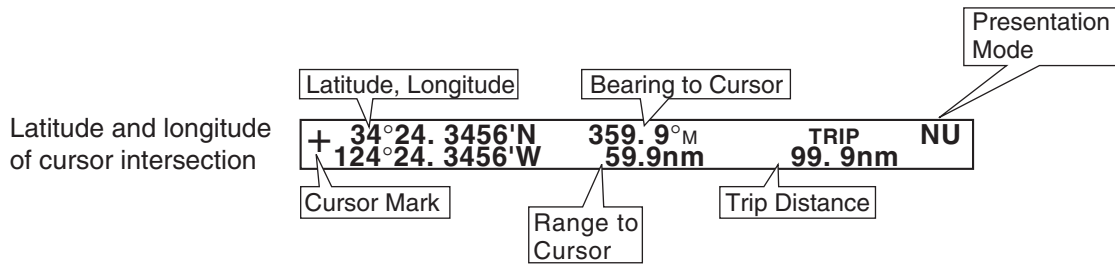 Presentation
Mode
Latitude, Longitude
Bearing to Cursor
Latitude and longitude
of cursor intersection
+ 34°24. 3456'N 359. 9°M TRIP NU
124°24. 3456'W 59.9nm 99. 9nm
Cursor Mark
Range to
Cursor
Trip Distance